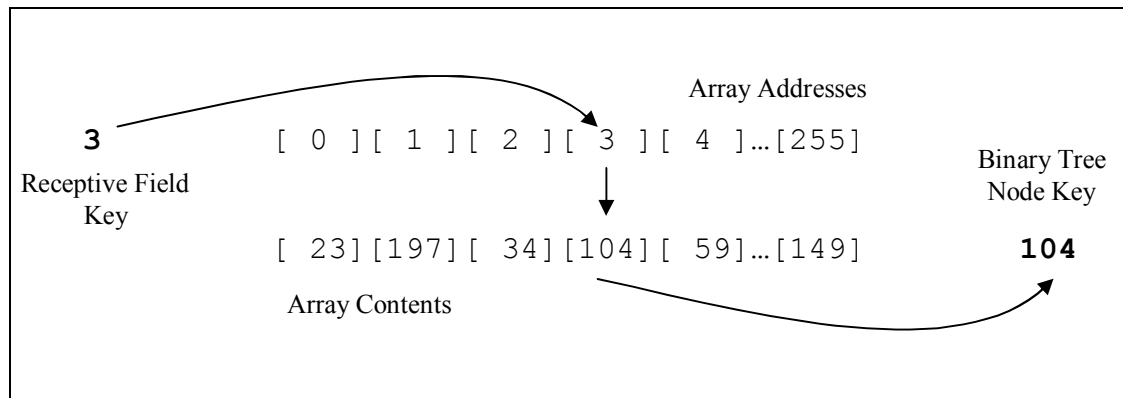 Array Addresses
3 [ 0 ][ 1 ][ 2 ][ 3 ][ 4 ]…[255]
Receptive Field
Key
Binary Tree
Node Key
[ 23][197][ 34][104][ 59]…[149] 104
Array Contents